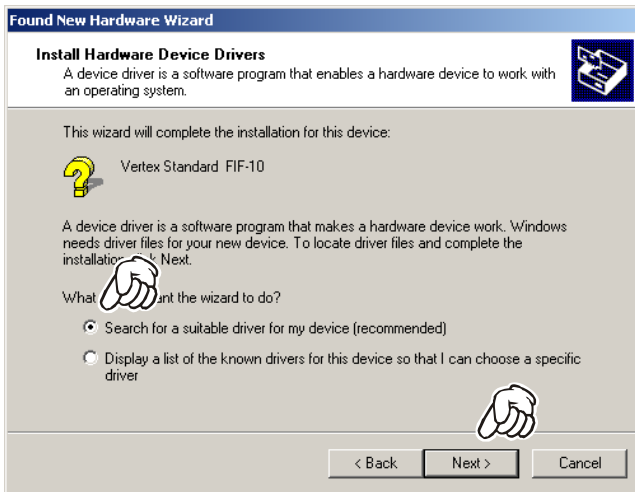 Found New Hardware Wizard
Install Hardware Device Drivers
A device driver is a software program that enables a hardware device to work with
an operating system.
This wizard will complete the installation for this device:
Vertex Standard FIF-10
A device driver is a software program that makes a hardware device work. Windows
needs driver files for your new device. To locate driver files and complete the
installation Next.
What want the wizard to do?
Search for a suitable driver for my device (recommended)
Display a list of the known drivers for this device so that I can choose a specific
driver
< Back
Next >
Cancel